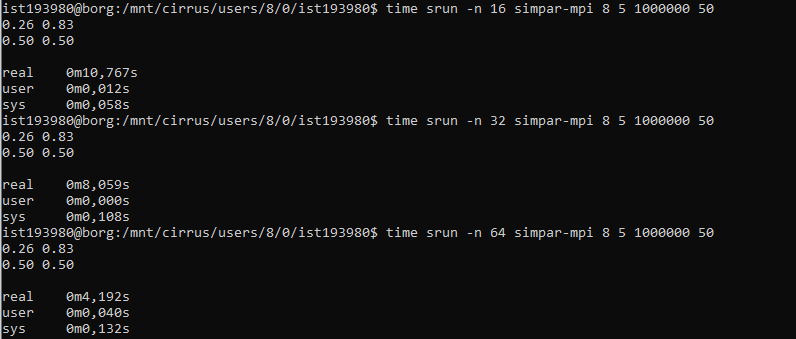 ist193980@borg:/mnt/cirrus/users/8/0/ist193980$ time srun -n 16 simpar-mpi 8 5 1000000 50
0.26 0.83
0.50 0.50
real 0m10,767s
user 0m0,012s
sys 0m0,058s
ist193980@borg:/mnt/cirrus/users/8/0/ist193980$ time srun -n 32 simpar-mpi 8 5 1000000 50
0.26 0.83
0.50 0.50
real 0m8,059s
user 0m0,000s
sys 0m0,108s
ist193980@borg:/mnt/cirrus/users/8/0/ist193980$ time srun -n 64 simpar-mpi 8 5 1000000 50
0.26 0.83
0.50 0.50
real 0m4,192s
user 0m0,040s
sys 0m0,132s